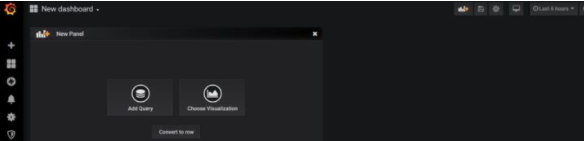 New dashboard
Last 6 hours
New Panel
Add Query
Choose Visualization
Convert to row